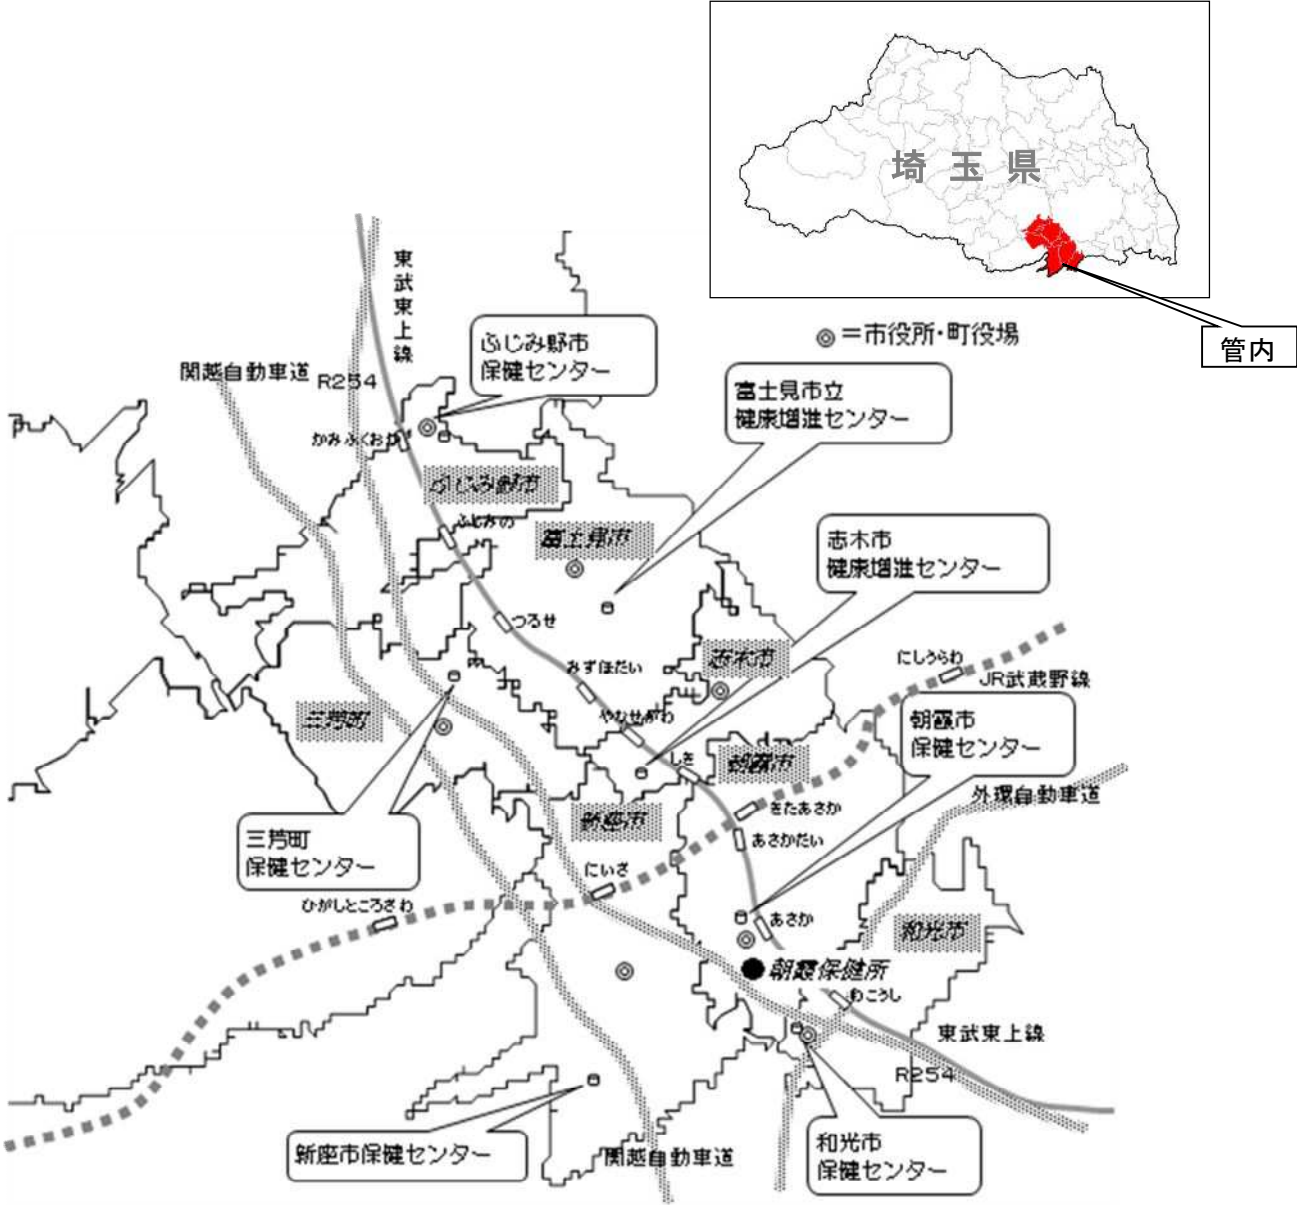 埼玉県
管内
◎=市役所・町役場
東武東上線
ふじみ野市
保健センター
関越自動車道
R254
富士見市立
健康増進センター
かみふくおか
ふじみ野市
ふじみの
富士見市
志木市
健康増進センター
つるせ
志木市
にしうらわ
みずほだい
JR武蔵野線
三芳町
やなせがわ
朝霞市
保健センター
しき
朝霞市
外環自動車道
きたあさか
新座市
あさかだい
三芳町
保健センター
にいざ
ひがしところざわ
あさか
和光市
朝霞保健所
わこうし
東武東上線
R254
新座市保健センター
関越自動車道
和光市
保健センター